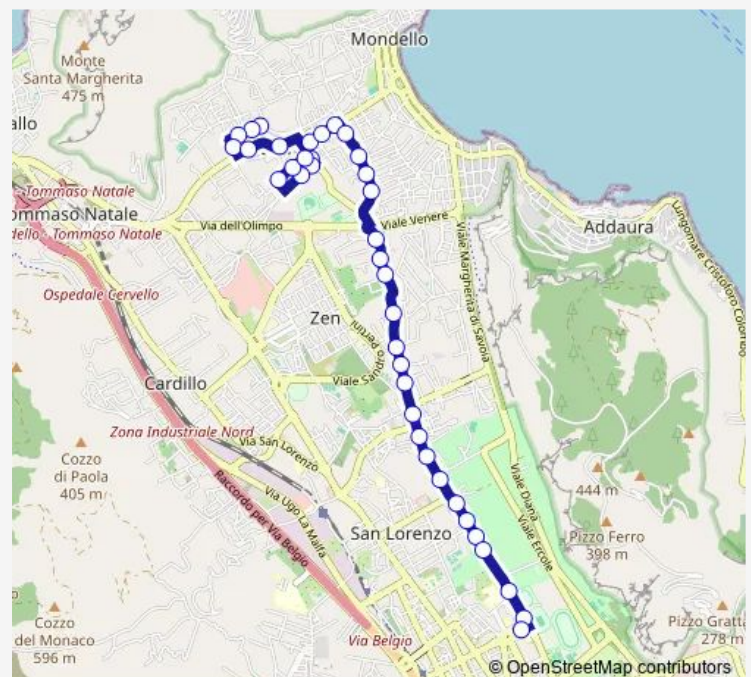 Mondello
Monte
Santa Margherita
475 m
allo
Tommaso Natale
ommaso Natale
dello - Tommaso Natale
Via dell'Olimpo
Viale Venere
Addaura
Lungomare Cristoforo Colombo
Viale Margherita di Savoia
Ospedale Cervello
Zen
Viale Sandro Pertini
Cardillo
Zona Industriale Nord
Via San Lorenzo
Cozzo
di Paola
405 m
Raccordo per Via Belgio
Via Ugo La Malfa
San Lorenzo
Viale Diana
Viale Ercole
444 m
Pizzo Ferro
398 m
Cozzo
del Monaco
596 m
Via Belgio
Pizzo Gratta
278 m
© OpenStreetMap contributors